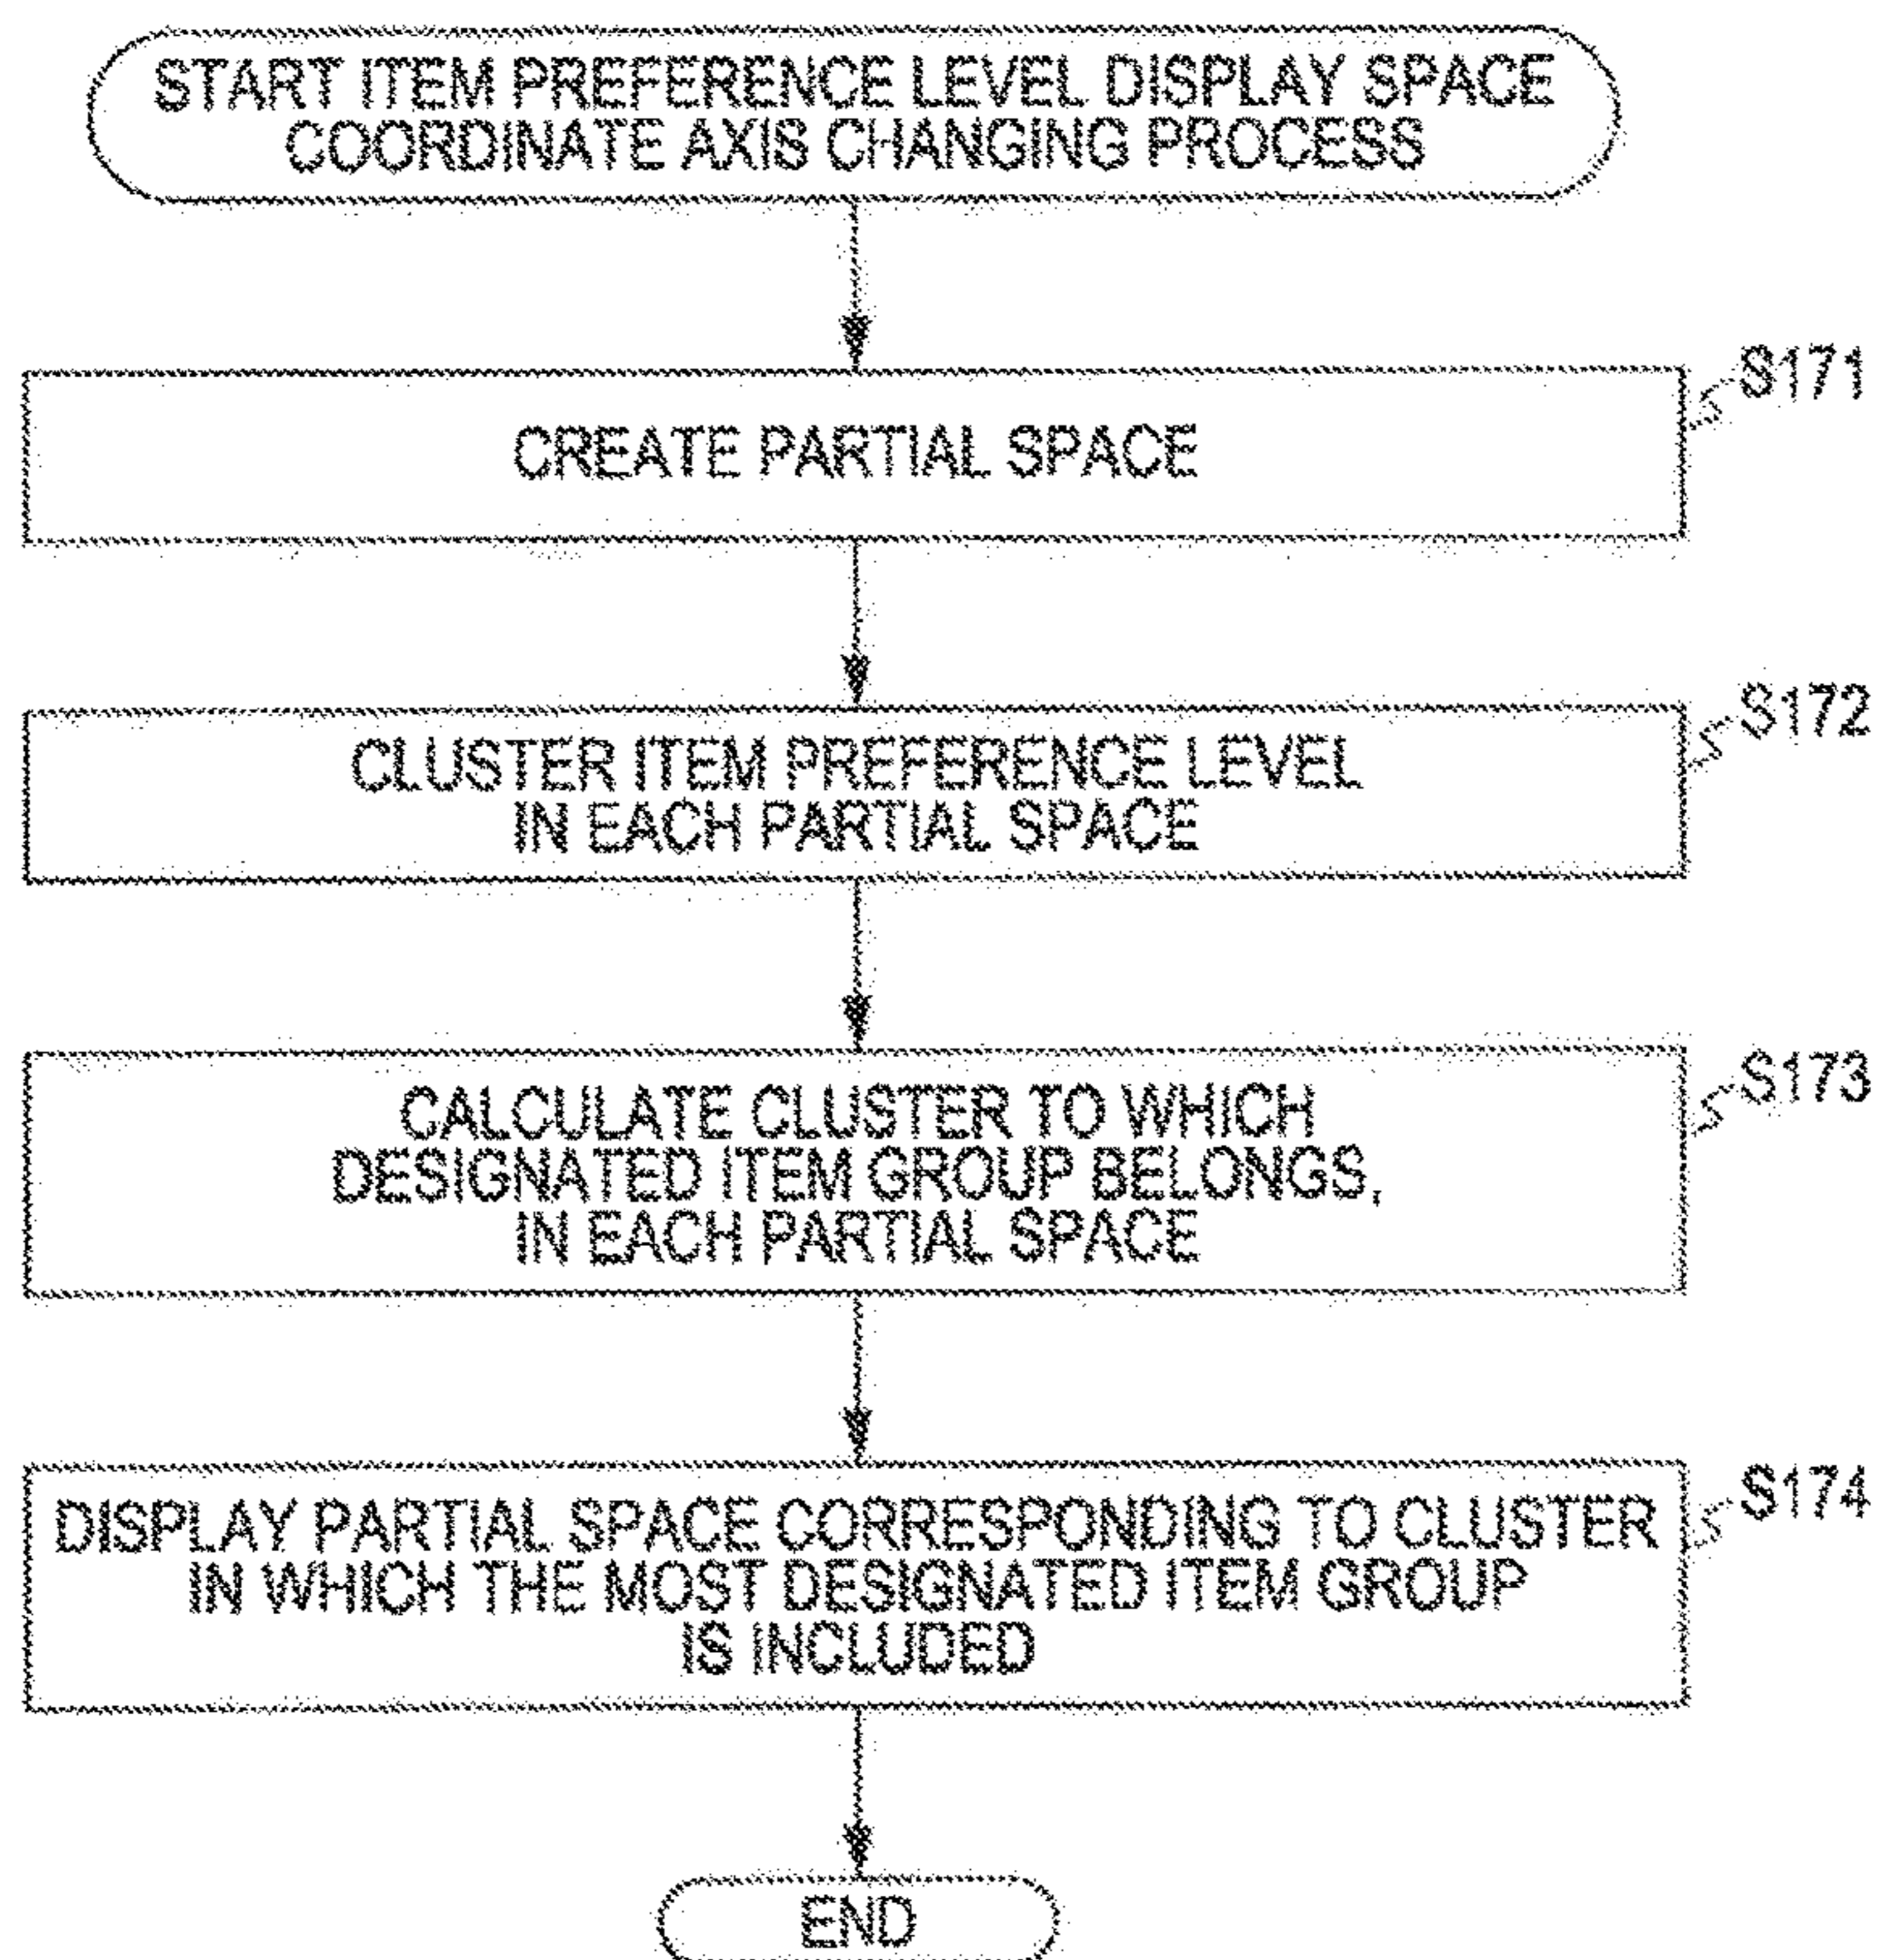 START ITEM PREFERENCE LEVEL DISPLAY SPACE
COORDINATE AXIS CHANGING PROCESS
S171
CREATE PARTIAL SPACE
S172
CLUSTER ITEM PREFERENCE LEVEL
IN EACH PARTIAL SPACE
S173
CALCULATE CLUSTER TO WHICH
DESIGNATED ITEM GROUP BELONGS,
IN EACH PARTIAL SPACE
S174
DISPLAY PARTIAL SPACE CORRESPONDING TO CLUSTER
IN WHICH THE MOST DESIGNATED ITEM GROUP
IS INCLUDED
END